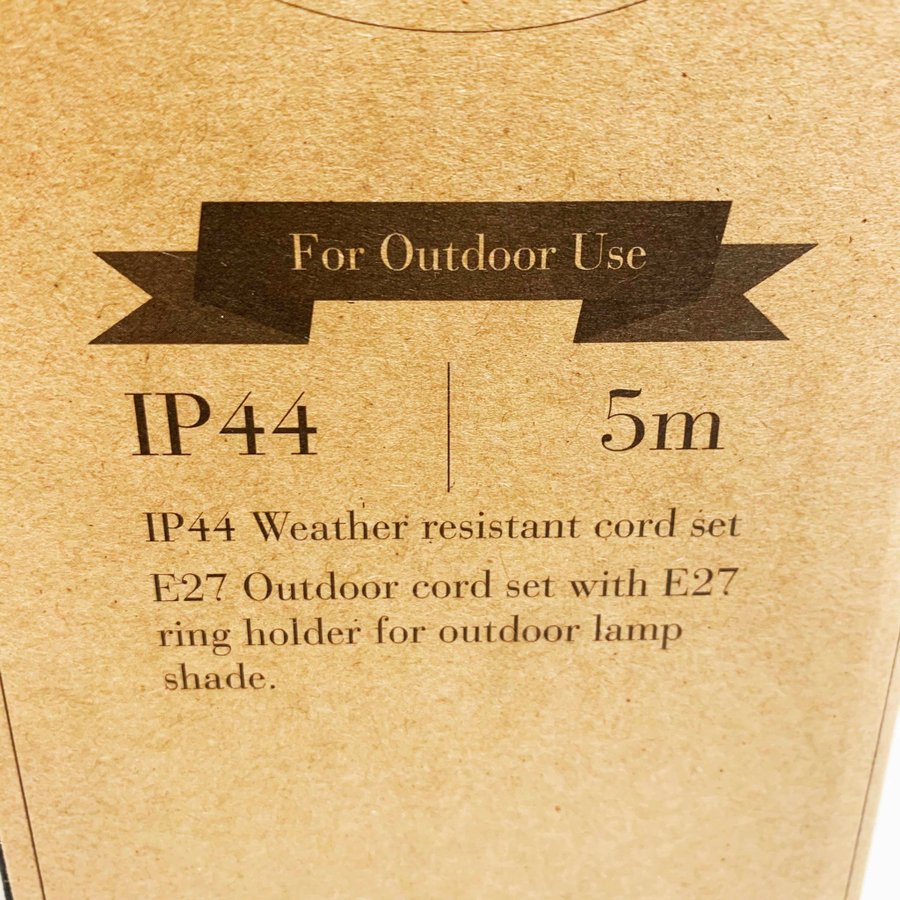 For Outdoor Use
IP44
5m
IP44 Weather resistant cord set
E27 Outdoor cord set with E27
ring holder for outdoor lamp
shade.